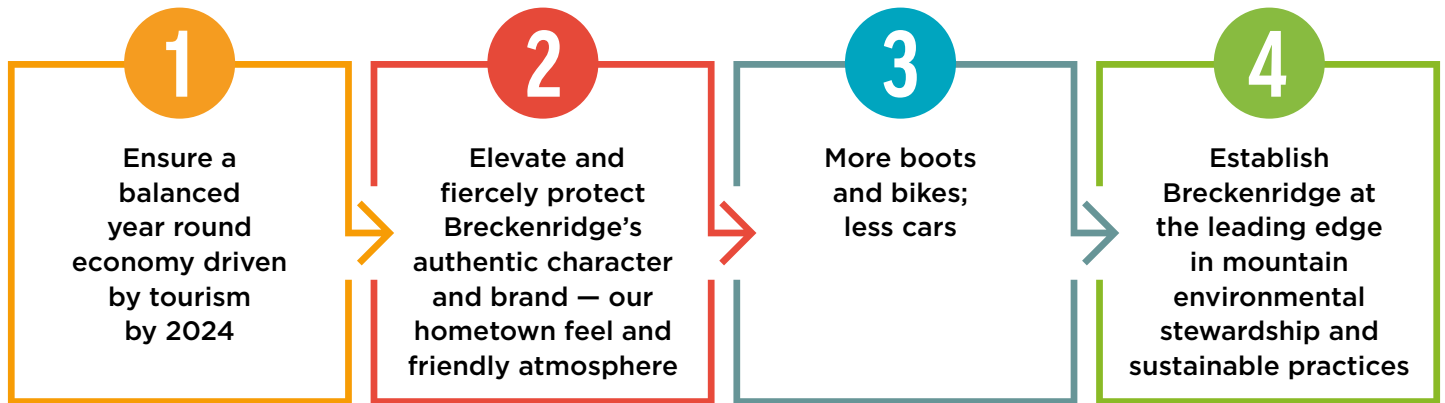 1
Ensure a
balanced
year round
economy driven
by tourism
by 2024
2
Elevate and
fiercely protect
Breckenridge’s
authentic character
and brand — our
hometown feel and
friendly atmosphere
3
More boots
and bikes;
less cars
4
Establish
Breckenridge at
the leading edge
in mountain
environmental
stewardship and
sustainable practices